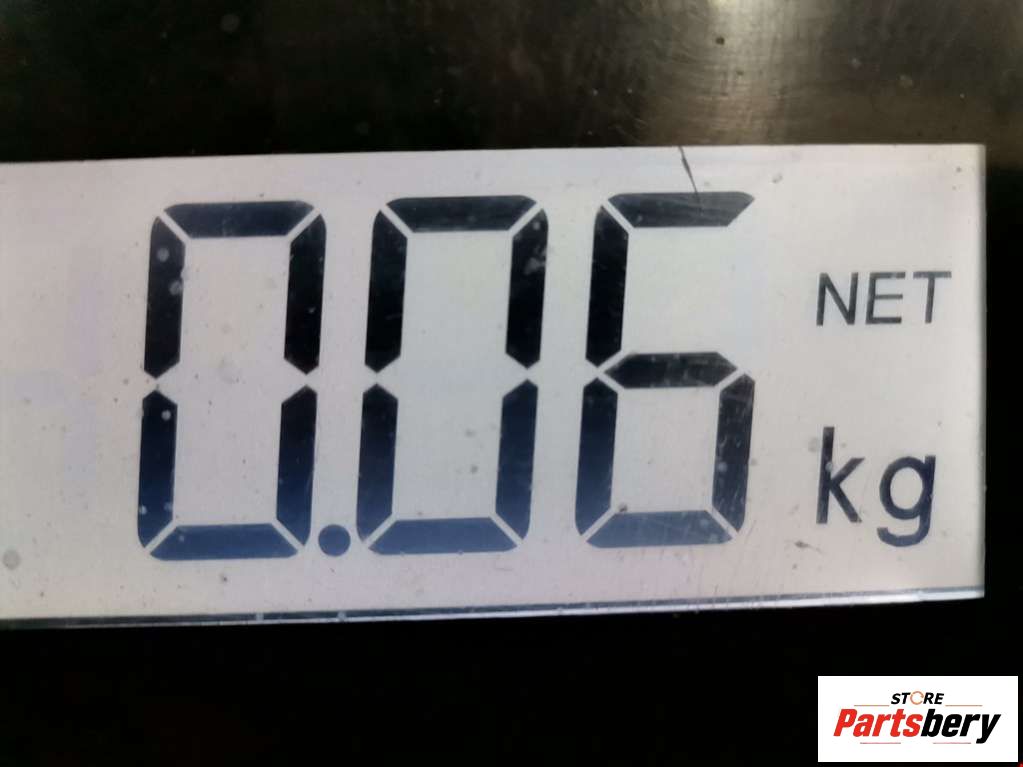 0.06 NET
kg
STORE
Partsbery